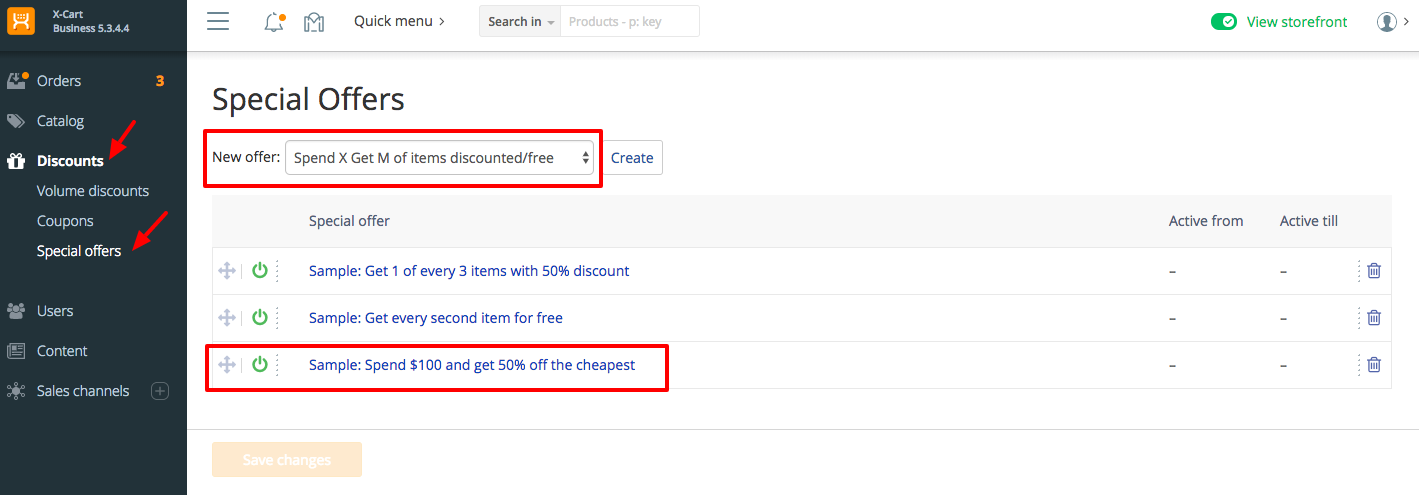 X-Cart
Business 5.3.4.4
Quick menu
Search in
Products - p: key
View storefront
Orders 3
Catalog
Discounts
Volume discounts
Coupons
Special offers
Users
Content
Sales channels
Special Offers
New offer: Spend X Get M of items discounted/free Create
Special offer Active from Active till
Sample: Get 1 of every 3 items with 50% discount – –
Sample: Get every second item for free – –
Sample: Spend $100 and get 50% off the cheapest – –
Save changes